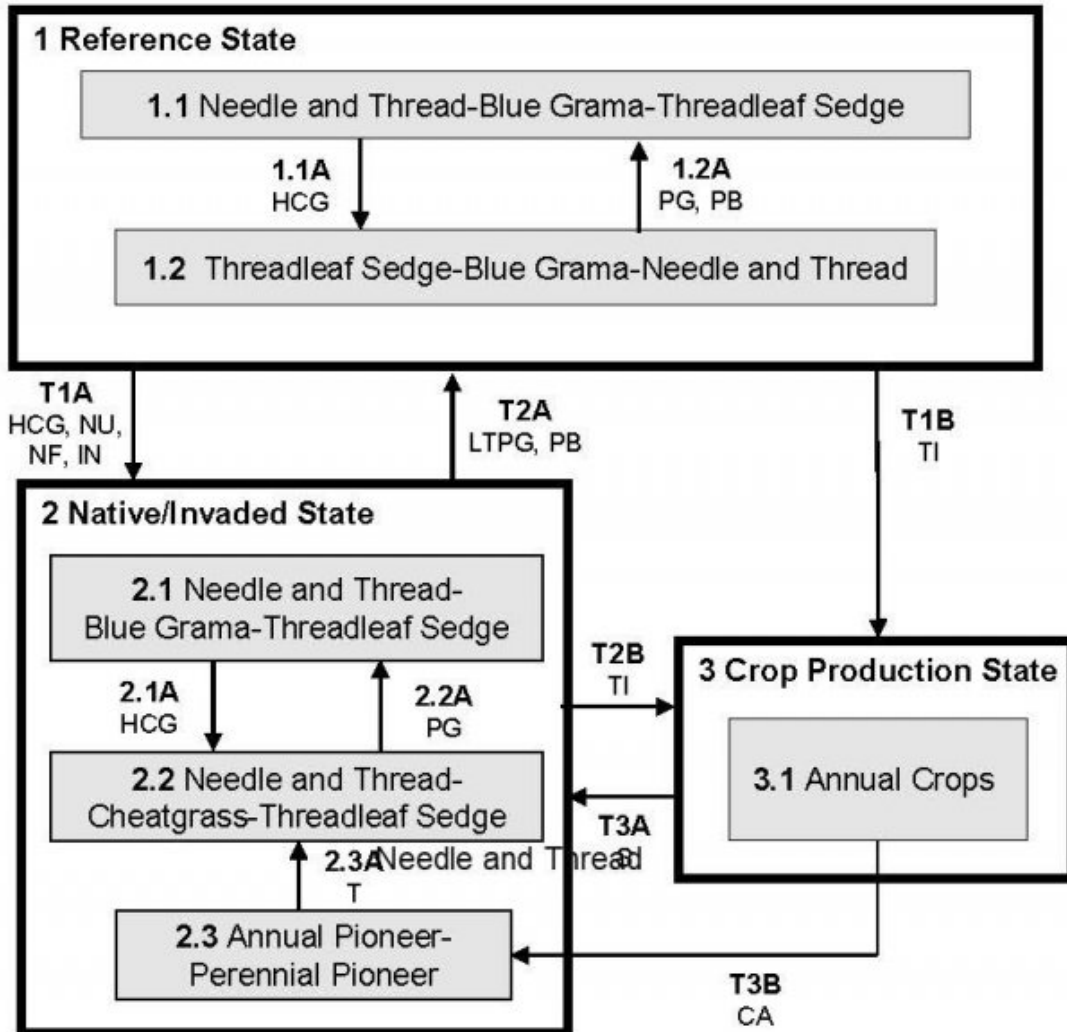 1 Reference State
1.1 Needle and Thread-Blue Grama-Threadleaf Sedge
1.1A
HCG
1.2A
PG, PB
1.2 Threadleaf Sedge-Blue Grama-Needle and Thread
T1A
HCG, NU,
NF, IN
T2A
LTPG, PB
T1B
TI
2 Native/Invaded State
2.1 Needle and Thread-
Blue Grama-Threadleaf Sedge
2.1A
HCG
2.2A
PG
2.2 Needle and Thread-
Cheatgrass-Threadleaf Sedge
2.3A
T
Needle and Thread
2.3 Annual Pioneer-
Perennial Pioneer
T2B
TI
3 Crop Production State
3.1 Annual Crops
T3A
S
T3B
CA